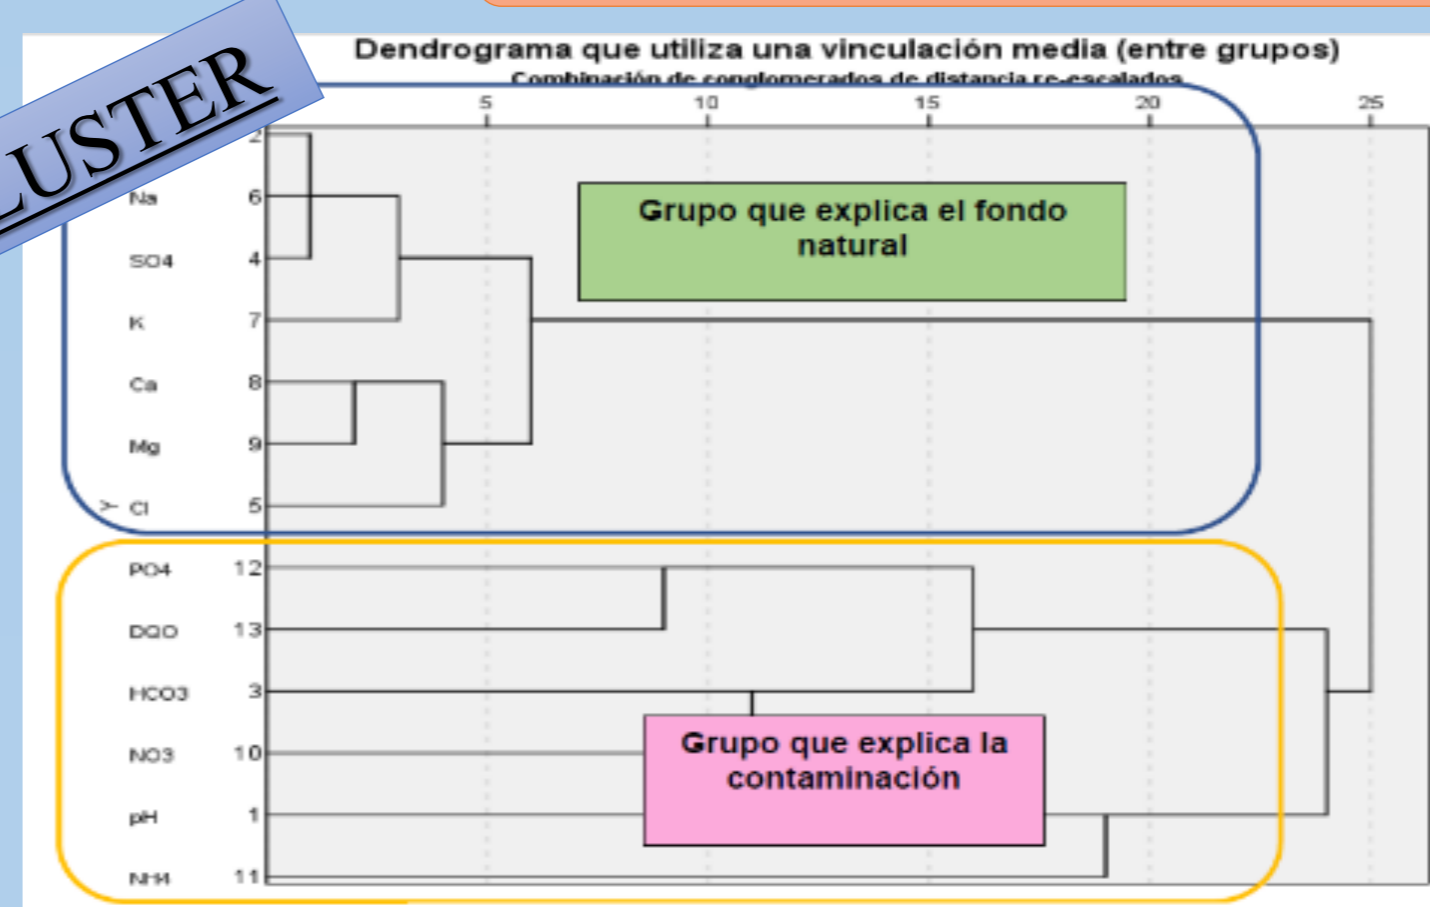 LUSTER
Dendrograma que utiliza una vinculación media (entre grupos)
Combinación de conglomerados de distancia re-escalados
5 10 15 20 25
2
Na 6
SO4 4
K 7
Ca 8
Mg 9
Y Cl 5
PO4 12
DQO 13
HCO3 3
NO3 10
pH 1
NH4 11
Grupo que explica el fondo
natural
Grupo que explica la
contaminación